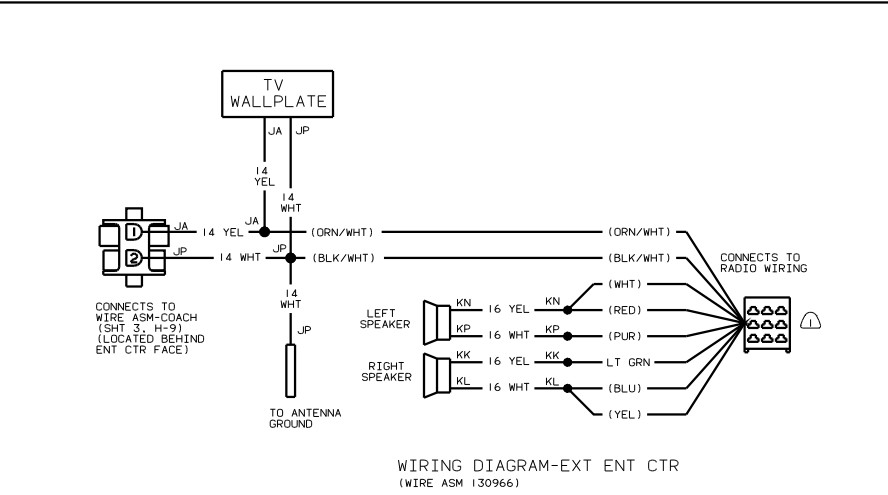 TV
WALLPLATE
JA JP
14
YEL
14
WHT
JA 14 YEL JA (ORN/WHT) (ORN/WHT)
1
JP 14 WHT JP (BLK/WHT) (BLK/WHT)
2
CONNECTS TO
RADIO WIRING
(WHT)
14
WHT
JP
CONNECTS TO
WIRE ASM-COACH
(SHT 3, H-9)
(LOCATED BEHIND
ENT CTR FACE)
LEFT
SPEAKER
KN 16 YEL KN (RED)
KP 16 WHT KP (PUR)
1
RIGHT
SPEAKER
KK 16 YEL KK LT GRN
KL 16 WHT KL (BLU)
(YEL)
TO ANTENNA
GROUND
WIRING DIAGRAM-EXT ENT CTR
(WIRE ASM 130966)